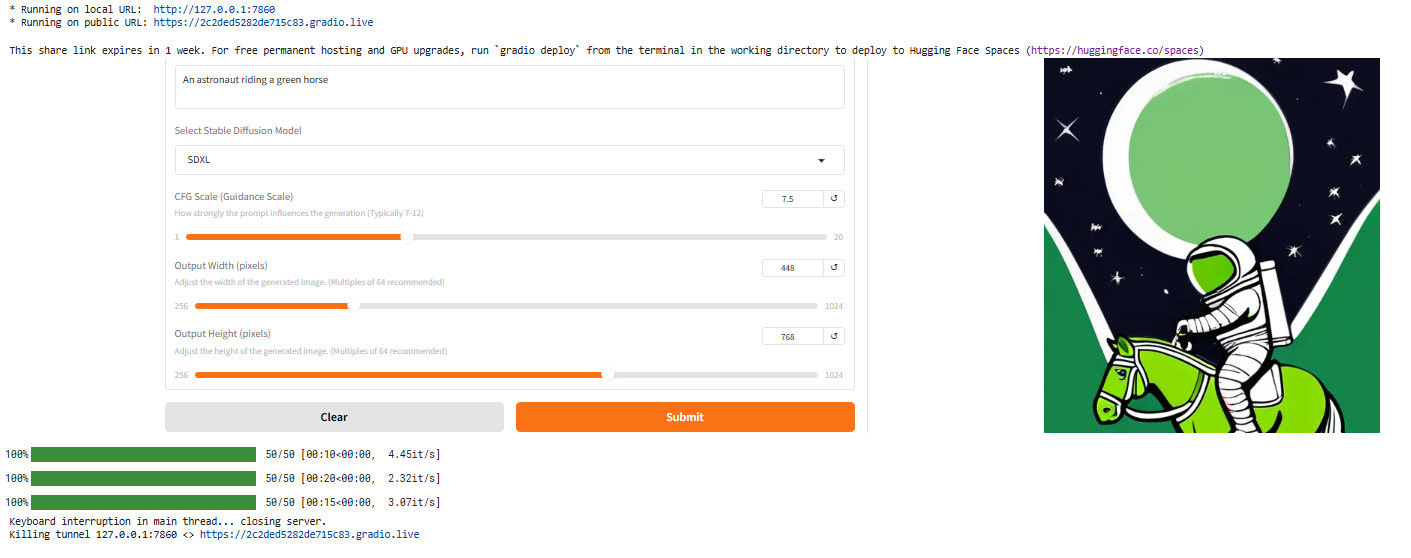 * Running on local URL:  http://127.0.0.1:7860
* Running on public URL: https://2c2ded5282de715c83.gradio.live
This share link expires in 1 week. For free permanent hosting and GPU upgrades, run `gradio deploy` from the terminal in the working directory to deploy to Hugging Face Spaces (https://huggingface.co/spaces)
An astronaut riding a green horse
Select Stable Diffusion Model
SDXL
CFG Scale (Guidance Scale)
7.5 ↺
How strongly the prompt influences the generation (Typically 7-12)
1 20
Output Width (pixels)
448 ↺
Adjust the width of the generated image. (Multiples of 64 recommended)
256 1024
Output Height (pixels)
768 ↺
Adjust the height of the generated image. (Multiples of 64 recommended)
256 1024
Clear Submit
100% 50/50 [00:10<00:00, 4.45it/s]
100% 50/50 [00:20<00:00, 2.32it/s]
100% 50/50 [00:15<00:00, 3.07it/s]
Keyboard interruption in main thread... closing server.
Killing tunnel 127.0.0.1:7860 <> https://2c2ded5282de715c83.gradio.live